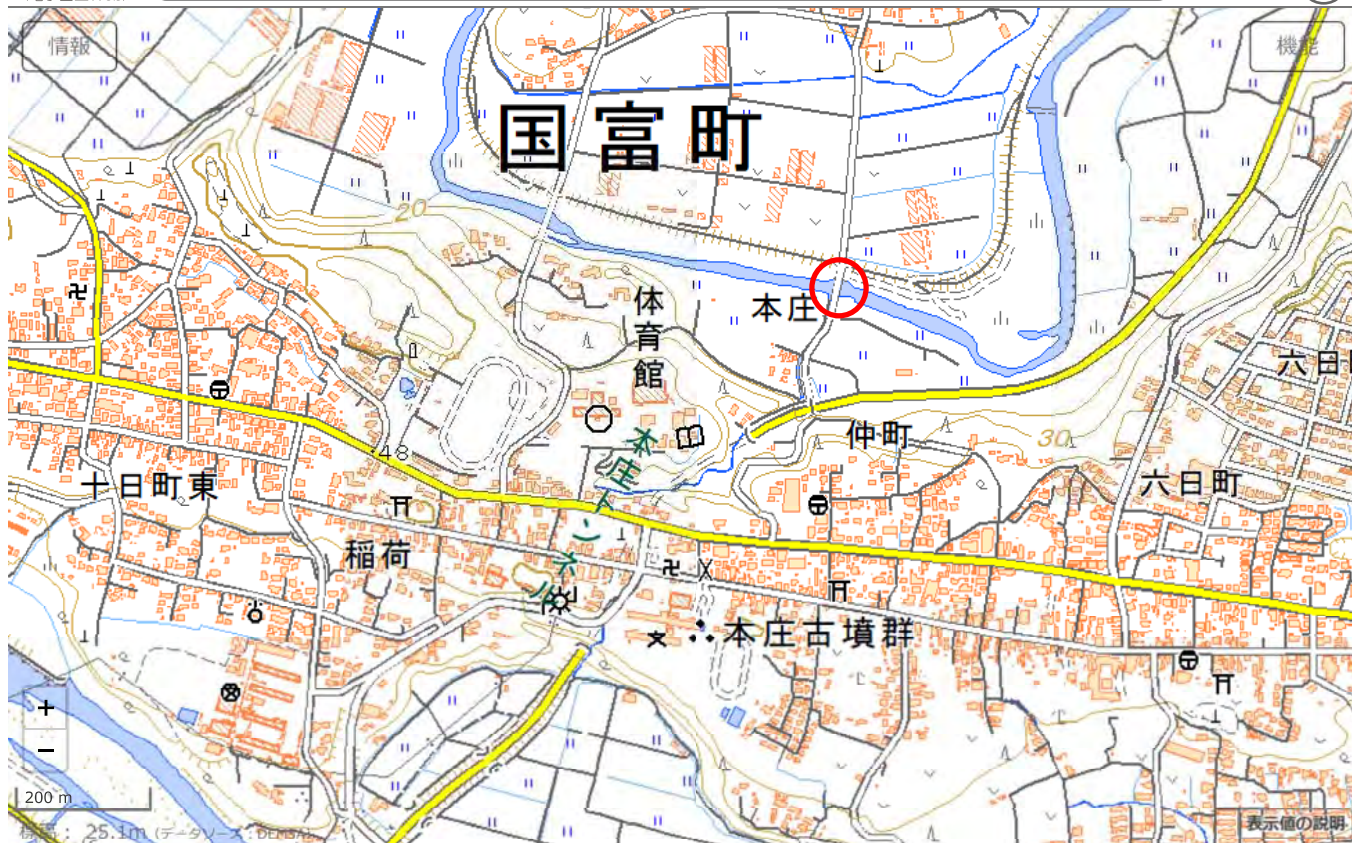 情報
機能
国富町
20
体育館
本庄
六日
仲町
30
本庄トンネル
48
十日町東
六日町
稲荷
本庄古墳群
+
−
200 m
標高： 25.1m (データソース：DEM5A)
表示値の説明